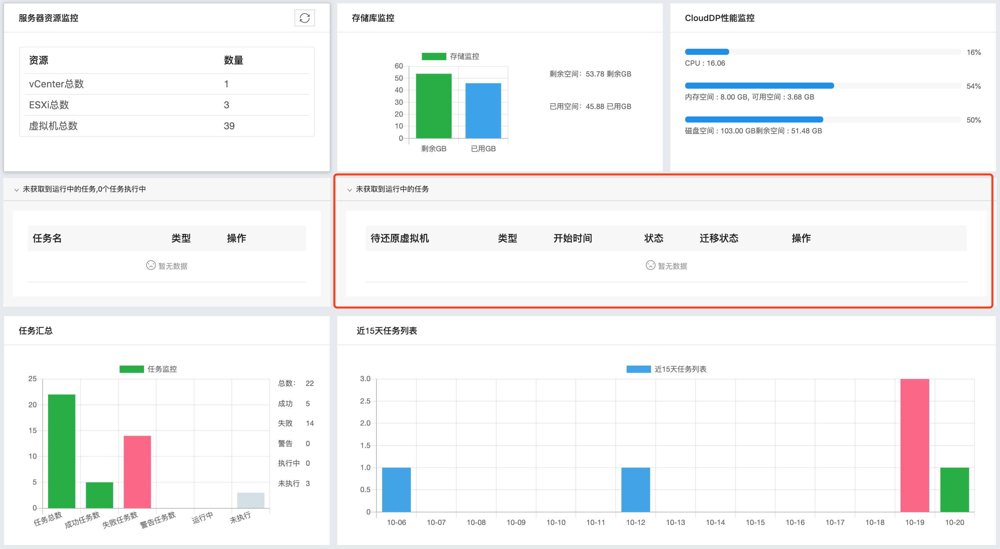 服务器资源监控
资源 数量
vCenter总数 1
ESXi总数 3
虚拟机总数 39
存储库监控
存储监控
60
50
40
30
20
10
0
剩余GB 已用GB
剩余空间：53.78 剩余GB
已用空间：45.88 已用GB
CloudDP性能监控
16%
CPU : 16.06
54%
内存空间 : 8.00 GB, 可用空间 : 3.68 GB
50%
磁盘空间 : 103.00 GB剩余空间 : 51.48 GB
未获取到运行中的任务,0个任务执行中
任务名 类型 操作
暂无数据
未获取到运行中的任务
待还原虚拟机 类型 开始时间 状态 迁移状态 操作
暂无数据
任务汇总
任务监控
25
20
15
10
5
0
任务总数 成功任务数 失败任务数 警告任务数 运行中 未执行
总数： 22
成功 5
失败 14
警告 0
执行中 0
未执行 3
近15天任务列表
近15天任务列表
3.0
2.5
2.0
1.5
1.0
0.5
0
10-06 10-07 10-08 10-09 10-10 10-11 10-12 10-13 10-14 10-15 10-16 10-17 10-18 10-19 10-20